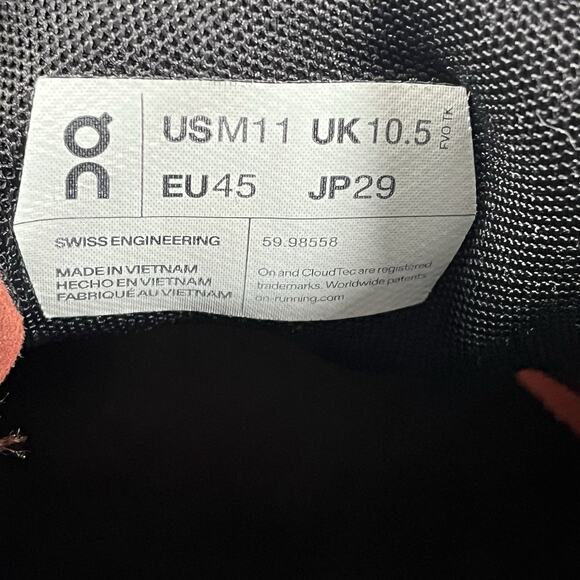 On
USM11 UK10.5
FVO TK
EU45 JP29
SWISS ENGINEERING
59.98558
MADE IN VIETNAM
HECHO EN VIETNAM
FABRIQUÉ AU VIETNAM
On and CloudTec are registered
trademarks. Worldwide patents
on-running.com